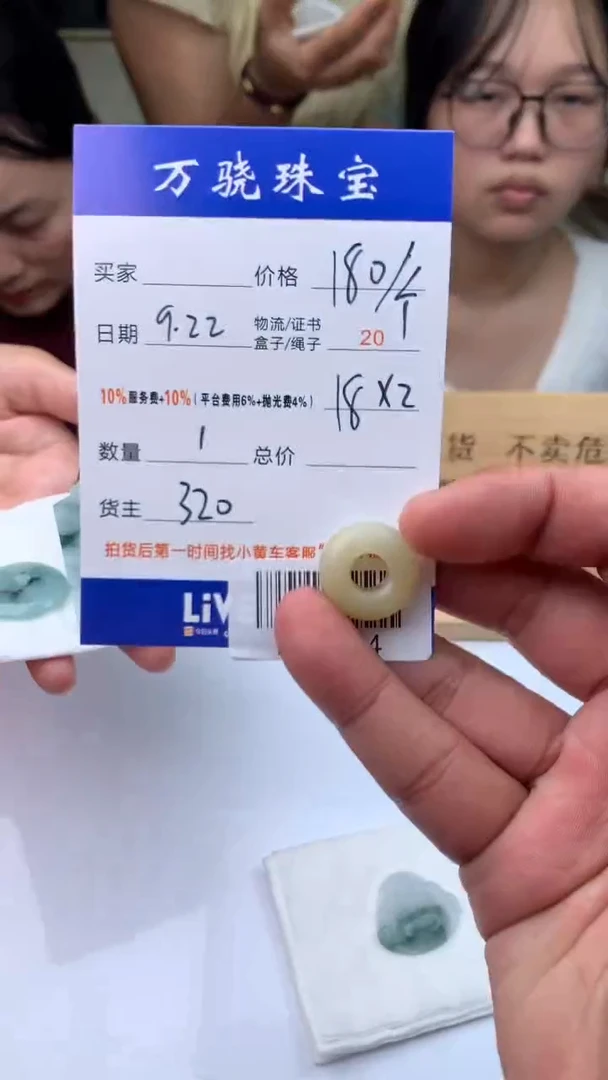 万骁珠宝
买家 价格 180/个
日期 9.22 物流/证书 盒子/绳子 20
10%服务费+10%(平台费用6%+抛光费4%) 18×2
数量 1 总价
货主 320
拍货后第一时间找小黄车客服
LiV
4
货 不卖危